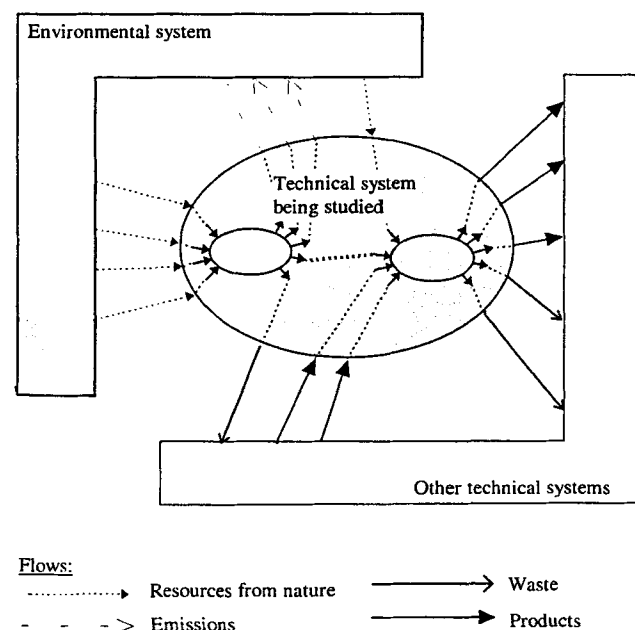 Environmental system
Technical system
being studied
Other technical systems
Flows:
Resources from nature
Waste
Emissions
Products